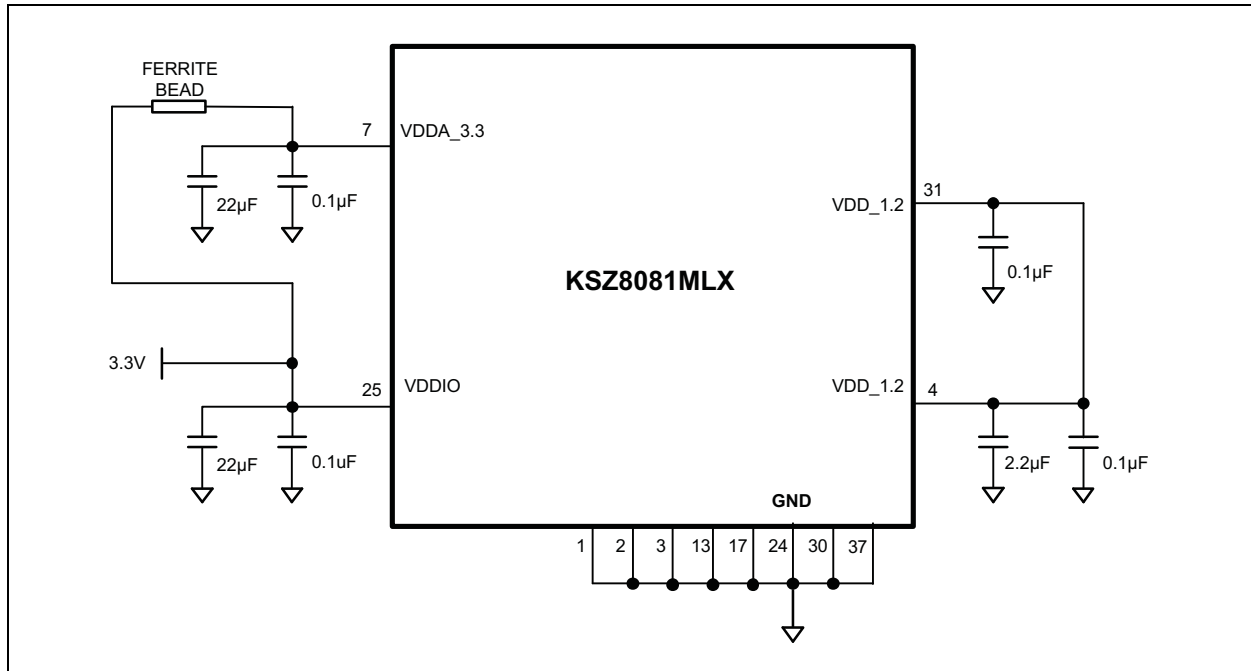 FERRITE
BEAD
7
VDDA_3.3
22µF
0.1µF
31
VDD_1.2
0.1µF
KSZ8081MLX
3.3V
25
VDDIO
VDD_1.2
4
22µF
0.1uF
2.2µF
0.1µF
GND
1 2 3 13 17 24 30 37